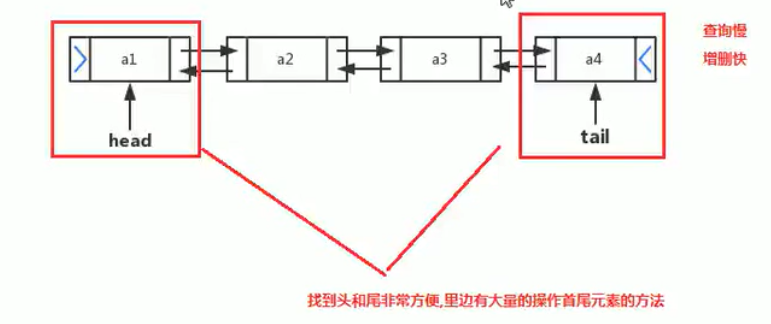 查询慢
a1
a2
a3
a4
增删快
head
tail
找到头和尾非常方便,里边有大量的操作首尾元素的方法